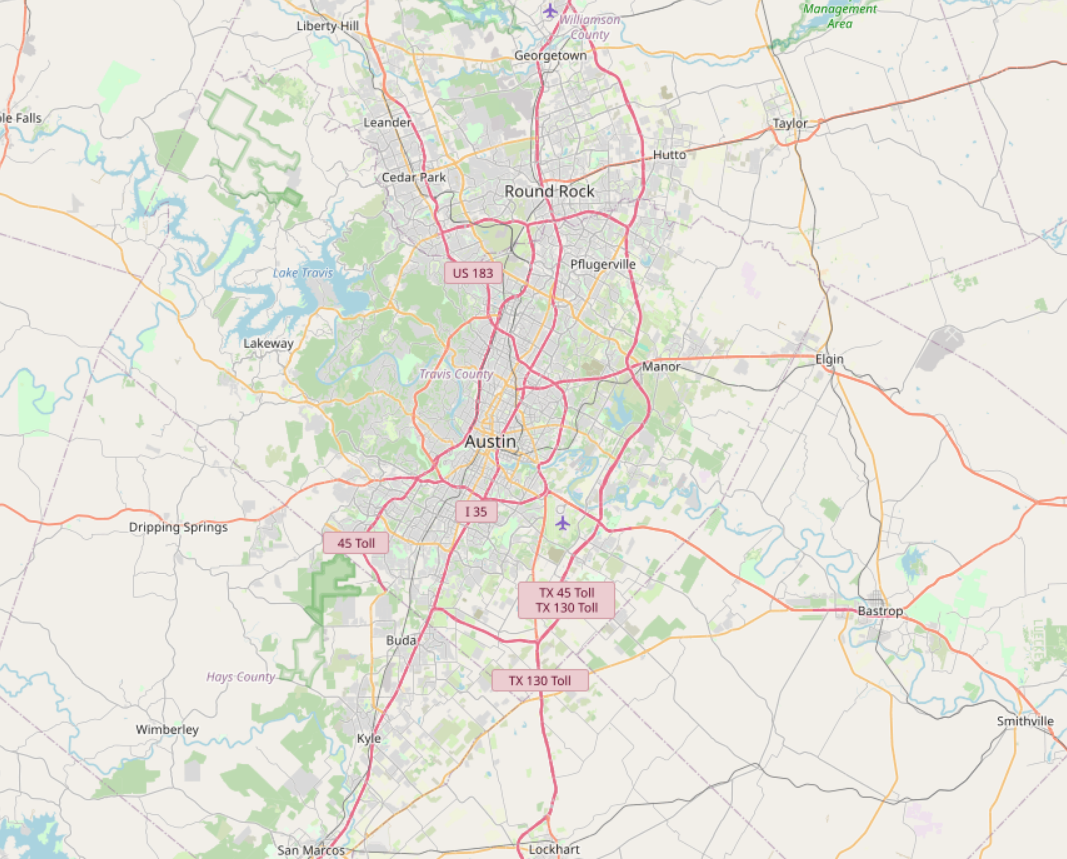 Management
Area
Williamson
County
Liberty Hill
Georgetown
Leander
Taylor
Hutto
Cedar Park
Round Rock
Pflugerville
Lake Travis
US 183
Lakeway
Elgin
Manor
Travis County
Austin
I 35
Dripping Springs
45 Toll
TX 45 Toll
TX 130 Toll
Bastrop
Buda
Hays County
TX 130 Toll
Smithville
Wimberley
Kyle
San Marcos
Lockhart